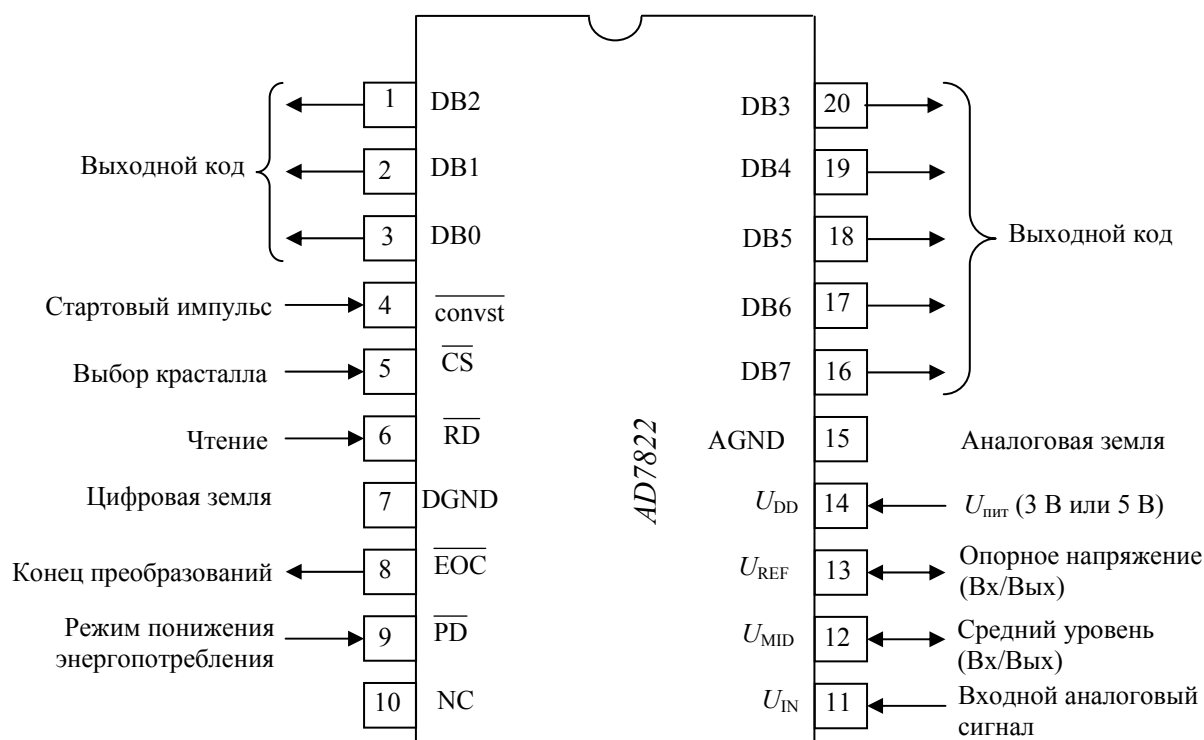 1 DB2
2 DB1
3 DB0
Выходной код
4 convst
Стартовый импульс
5 CS
Выбор красталла
6 RD
Чтение
7 DGND
Цифровая земля
8 EOC
Конец преобразований
9 PD
Режим понижения
энергопотребления
10 NC
AD7822
DB3 20
DB4 19
DB5 18
DB6 17
DB7 16
Выходной код
AGND 15
Аналоговая земля
UDD 14
Uпит (3 В или 5 В)
UREF 13
Опорное напряжение
(Вх/Вых)
UMID 12
Средний уровень
(Вх/Вых)
UIN 11
Входной аналоговый
сигнал